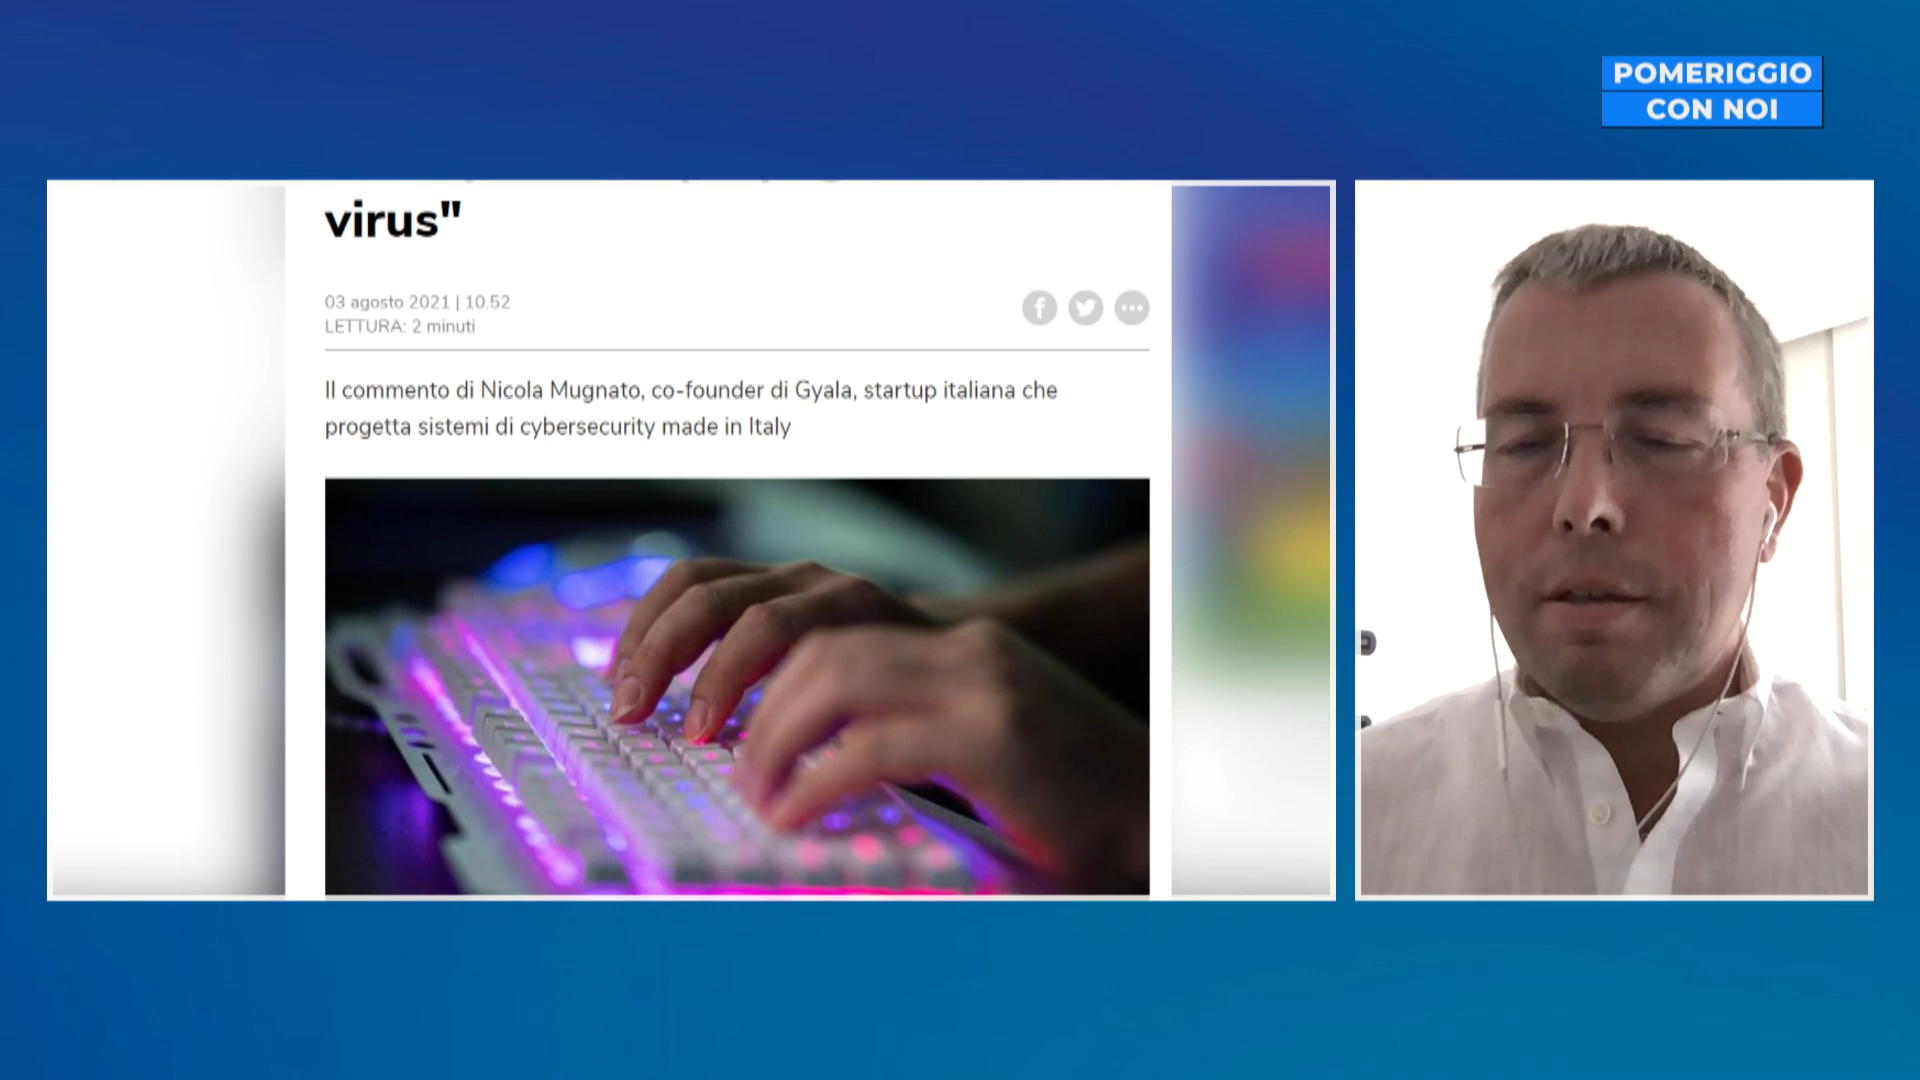 POMERIGGIO
CON NOI
virus"
03 agosto 2021 | 10.52
LETTURA: 2 minuti
Il commento di Nicola Mugnato, co-founder di Gyala, startup italiana che
progetta sistemi di cybersecurity made in Italy